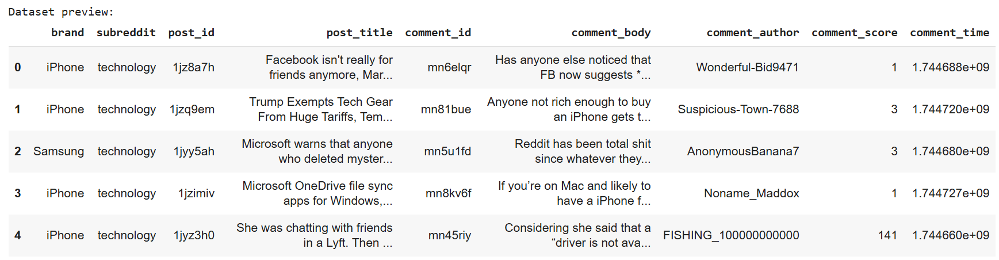 Dataset preview:
brand subreddit post_id post_title comment_id comment_body comment_author comment_score comment_time
0 iPhone technology 1jz8a7h Facebook isn't really for friends anymore, Mar... mn6elqr Has anyone else noticed that FB now suggests *... Wonderful-Bid9471 1 1.744688e+09
1 iPhone technology 1jzq9em Trump Exempts Tech Gear From Huge Tariffs, Tem... mn81bue Anyone not rich enough to buy an iPhone gets t... Suspicious-Town-7688 3 1.744720e+09
2 Samsung technology 1jyy5ah Microsoft warns that anyone who deleted myster... mn5u1fd Reddit has been total shit since whatever they... AnonymousBanana7 3 1.744680e+09
3 iPhone technology 1jzimiv Microsoft OneDrive file sync apps for Windows,... mn8kv6f If you’re on Mac and likely to have a iPhone f... Noname_Maddox 1 1.744727e+09
4 iPhone technology 1jyz3h0 She was chatting with friends in a Lyft. Then ... mn45riy Considering she said that a “driver is not ava... FISHING_100000000000 141 1.744660e+09